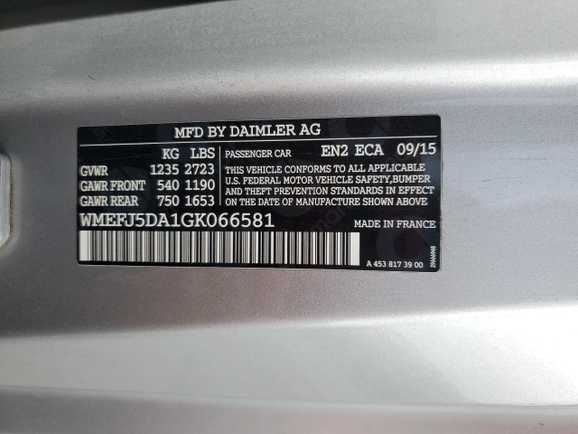 MFD BY DAIMLER AG
KG LBS
GVWR 1235 2723
GAWR FRONT 540 1190
GAWR REAR 750 1653
PASSENGER CAR EN2 ECA 09/15
THIS VEHICLE CONFORMS TO ALL APPLICABLE
U.S. FEDERAL MOTOR VEHICLE SAFETY,BUMPER
AND THEFT PREVENTION STANDARDS IN EFFECT
ON THE DATE OF MANUFACTURE SHOWN ABOVE.
WMEFJ5DA1GK066581
MADE IN FRANCE
A 453 817 39 00